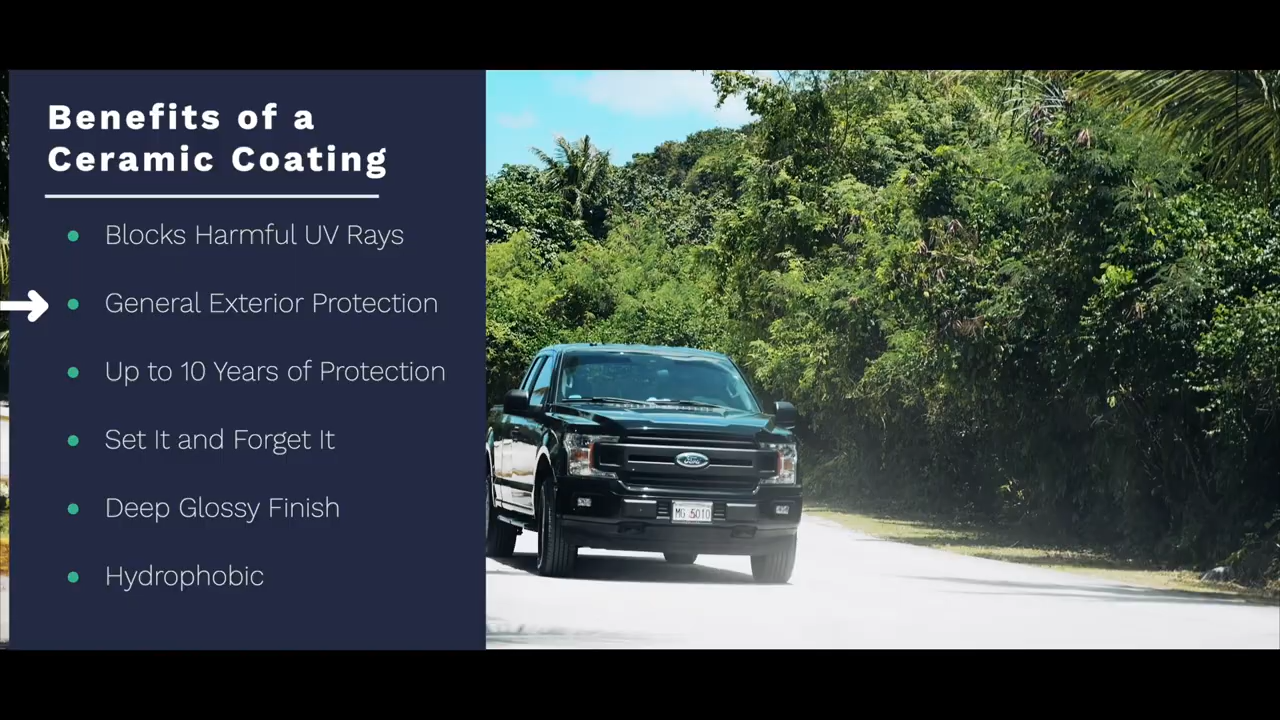 Benefits of a
Ceramic Coating
Blocks Harmful UV Rays
General Exterior Protection
Up to 10 Years of Protection
Set It and Forget It
Deep Glossy Finish
Hydrophobic
Ford
MG 5010